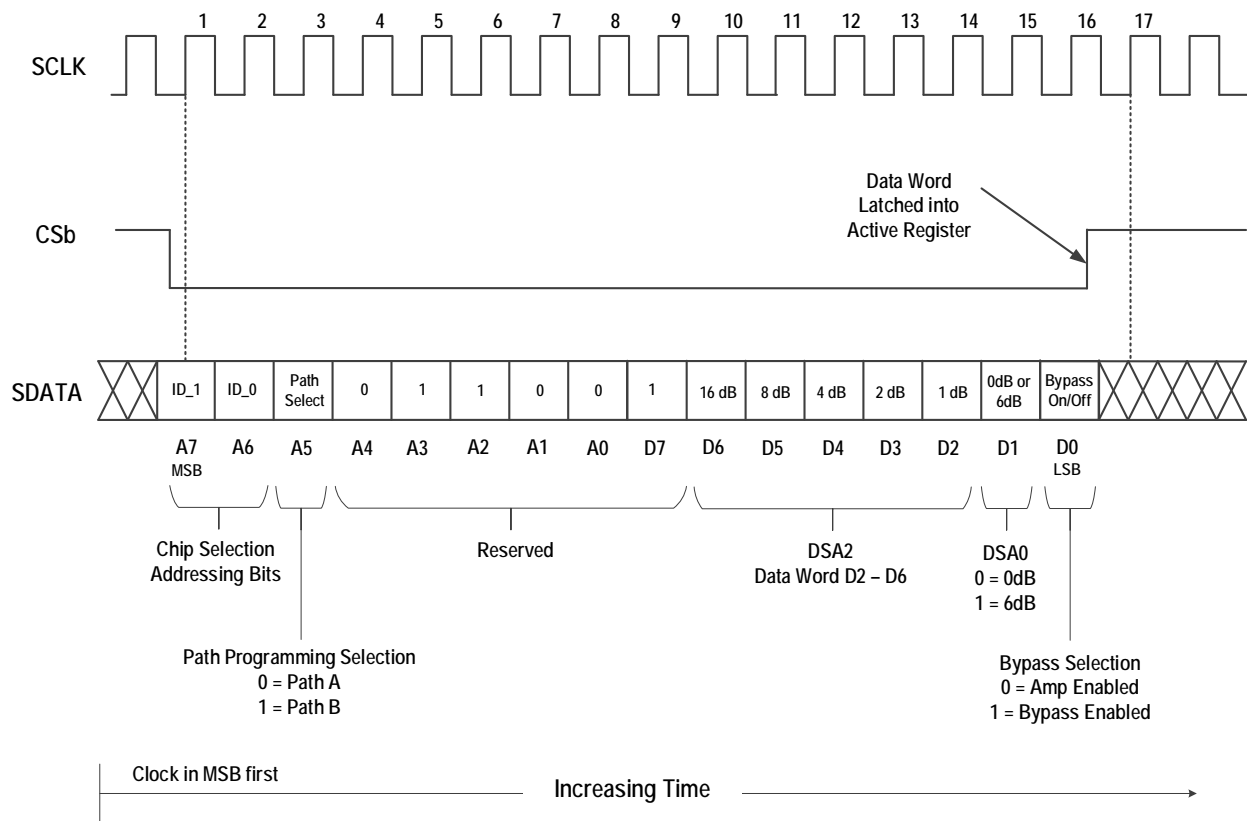 1 2 3 4 5 6 7 8 9 10 11 12 13 14 15 16 17
SCLK
Data Word
Latched into
Active Register
CSb
SDATA
ID_1 ID_0 Path Select 0 1 1 0 0 1 16 dB 8 dB 4 dB 2 dB 1 dB 0dB or 6dB Bypass On/Off
A7 A6 A5 A4 A3 A2 A1 A0 D7 D6 D5 D4 D3 D2 D1 D0
MSB LSB
Chip Selection
Addressing Bits
Reserved
DSA2
Data Word D2 – D6
DSA0
0 = 0dB
1 = 6dB
Path Programming Selection
0 = Path A
1 = Path B
Bypass Selection
0 = Amp Enabled
1 = Bypass Enabled
Clock in MSB first
Increasing Time